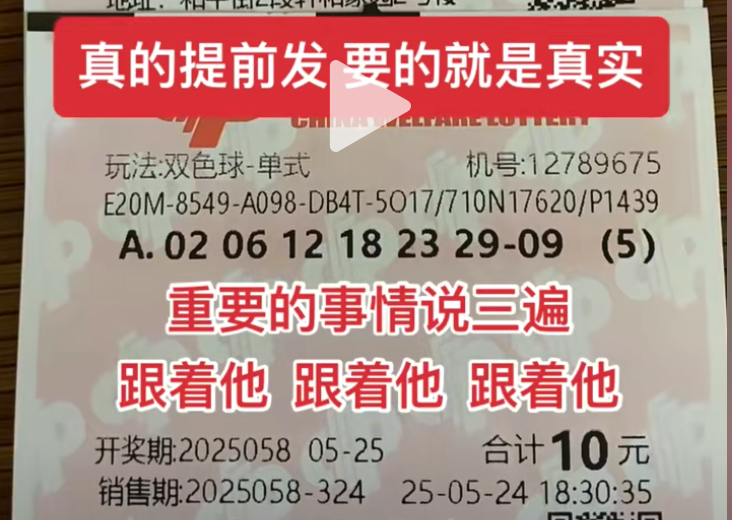 真的提前发 要的就是真实
CHINA WELFARE LOTTERY
玩法:双色球-单式 机号:12789675
E20M-8549-A098-DB4T-5O17/710N17620/P1439
A. 02 06 12 18 23 29-09 (5)
重要的事情说三遍
跟着他 跟着他 跟着他
开奖期:2025058 05-25 合计10元
销售期:2025058-324 25-05-24 18:30:35